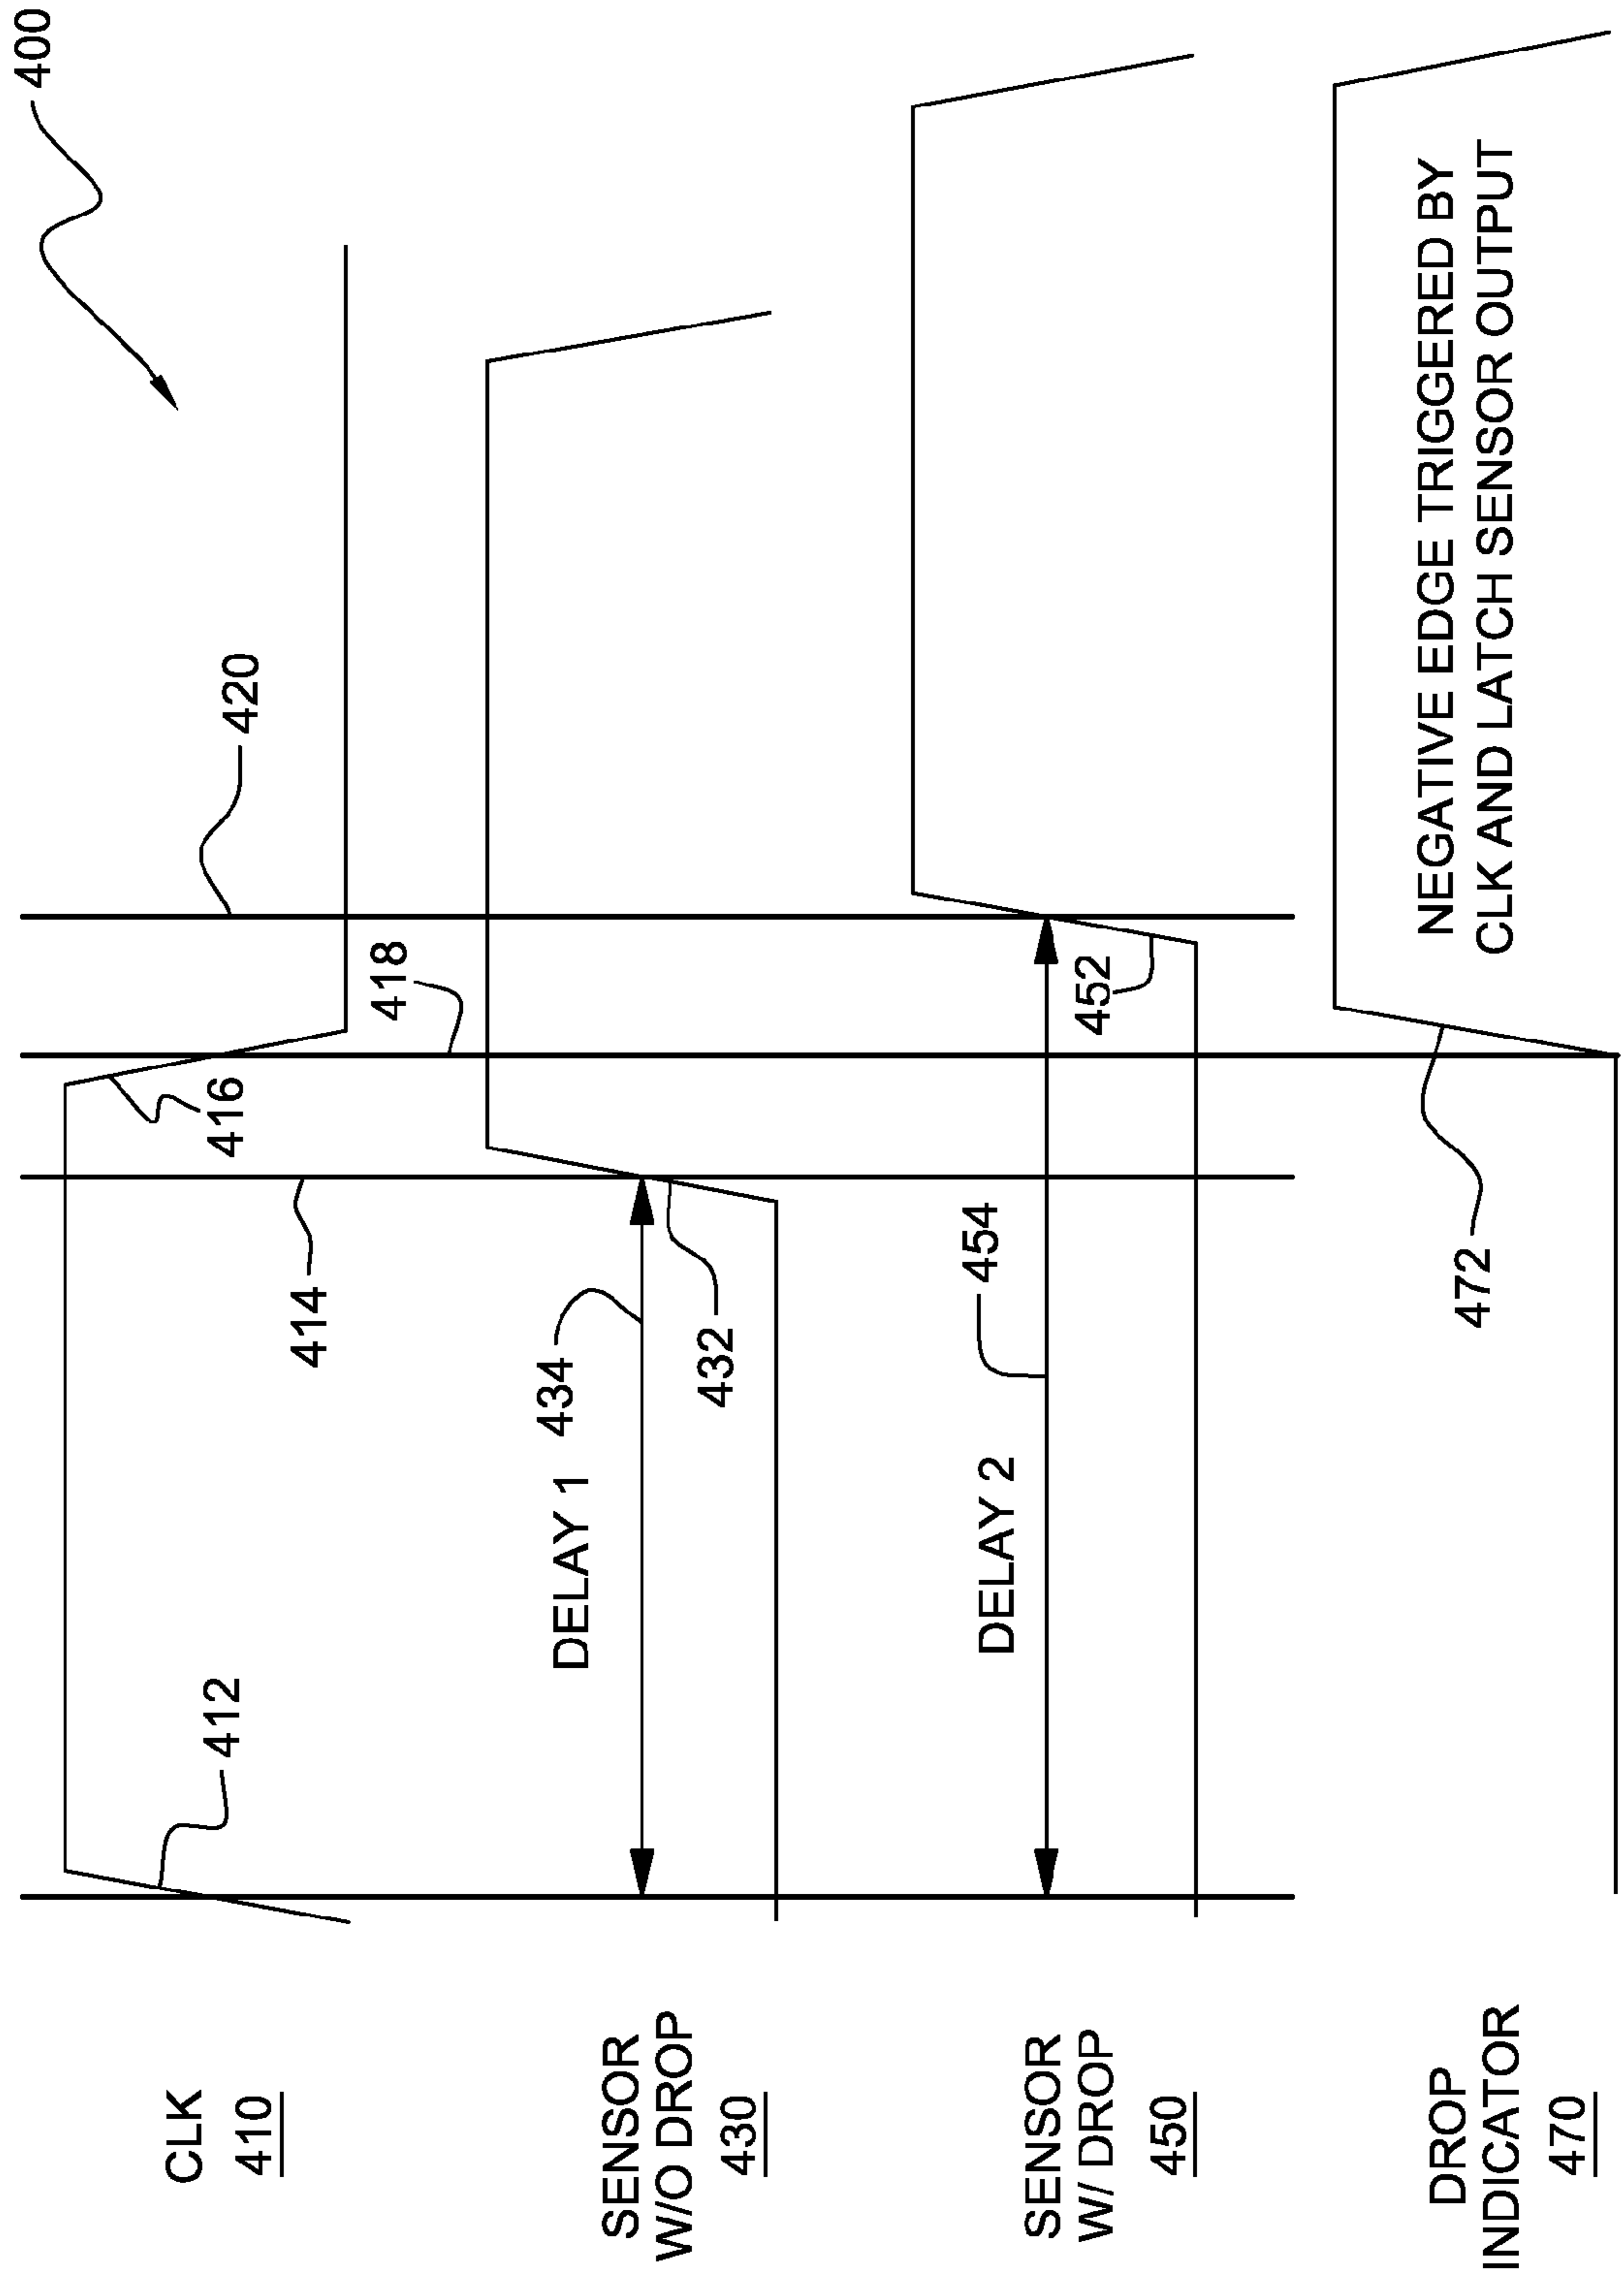 400
CLK
410
412
414
416
418
420
SENSOR
W/O DROP
430
DELAY 1
434
432
SENSOR
W/ DROP
450
DELAY 2
454
452
DROP
INDICATOR
470
472
NEGATIVE EDGE TRIGGERED BY
CLK AND LATCH SENSOR OUTPUT